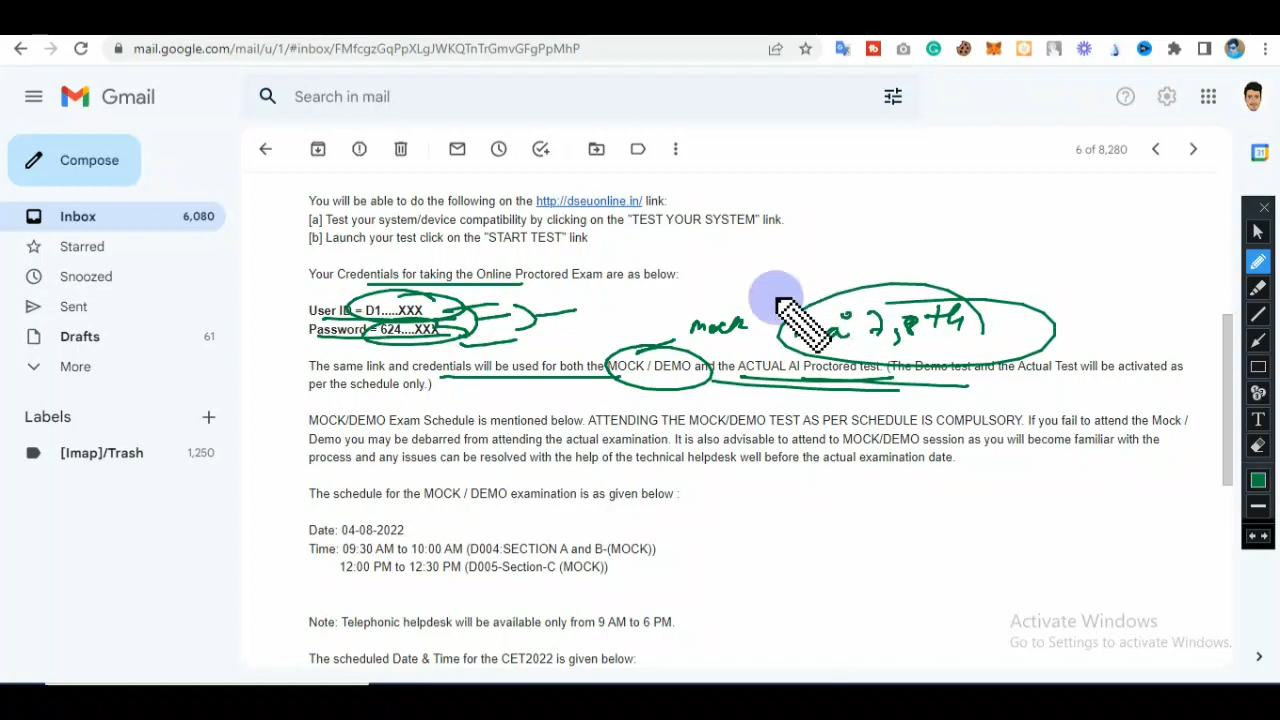 mail.google.com/mail/u/1/#inbox/FMfcgzGqPpXLgJWKQTnTrGmvGFgPpMhP
Gmail
Search in mail
Compose
6 of 8,280
31
Inbox 6,080
Starred
Snoozed
Sent
Drafts 61
More
Labels
[Imap]/Trash 1,250
You will be able to do the following on the http://dseuonline.in/ link:
[a] Test your system/device compatibility by clicking on the "TEST YOUR SYSTEM" link.
[b] Launch your test click on the "START TEST" link
Your Credentials for taking the Online Proctored Exam are as below:
User ID = D1.....XXX
Password = 624....XXX
mock
7,8th
The same link and credentials will be used for both the MOCK / DEMO and the ACTUAL AI Proctored test. (The Demo test and the Actual Test will be activated as
per the schedule only.)
MOCK/DEMO Exam Schedule is mentioned below. ATTENDING THE MOCK/DEMO TEST AS PER SCHEDULE IS COMPULSORY. If you fail to attend the Mock /
Demo you may be debarred from attending the actual examination. It is also advisable to attend to MOCK/DEMO session as you will become familiar with the
process and any issues can be resolved with the help of the technical helpdesk well before the actual examination date.
The schedule for the MOCK / DEMO examination is as given below :
Date: 04-08-2022
Time: 09:30 AM to 10:00 AM (D004:SECTION A and B-(MOCK))
12:00 PM to 12:30 PM (D005-Section-C (MOCK))
Note: Telephonic helpdesk will be available only from 9 AM to 6 PM.
The scheduled Date & Time for the CET2022 is given below:
Activate Windows
Go to Settings to activate Windows.